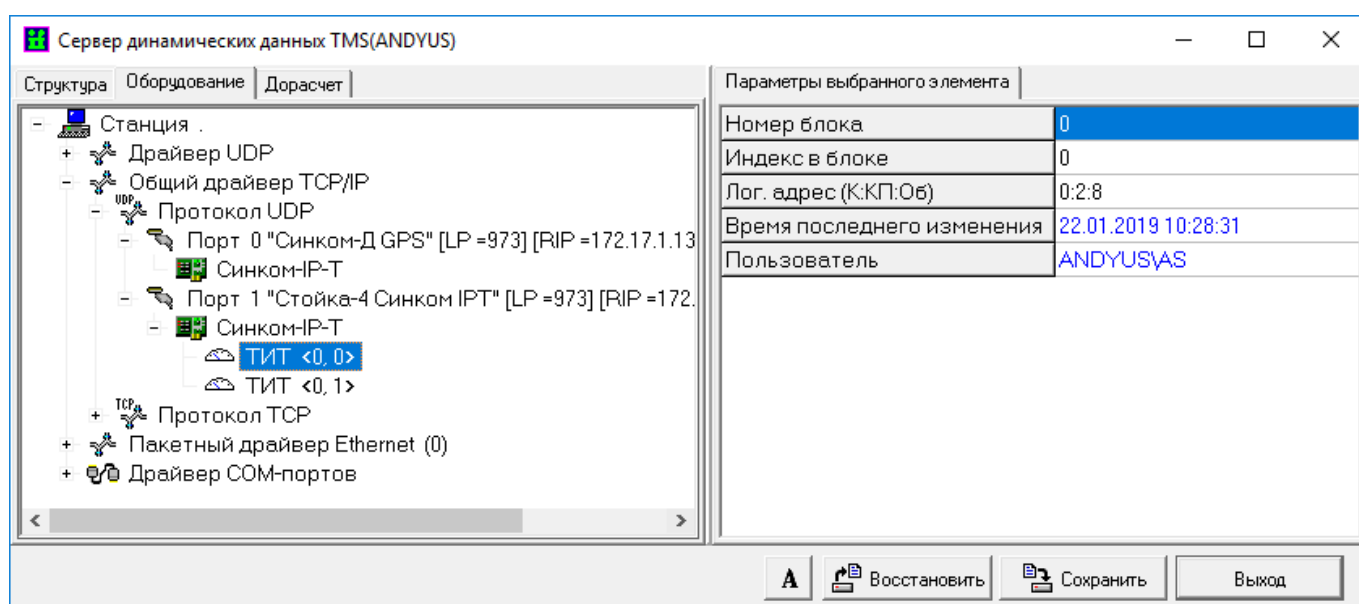 Сервер динамических данных TMS(ANDYUS)
Структура Оборудование Дорасчет
Станция .
Драйвер UDP
Общий драйвер TCP/IP
UDP Протокол UDP
Порт 0 "Синком-Д GPS" [LP =973] [RIP =172.17.1.13
Синком-IP-T
Порт 1 "Стойка-4 Синком IPT" [LP =973] [RIP =172.
Синком-IP-T
ТИТ <0, 0>
ТИТ <0, 1>
TCP Протокол TCP
Пакетный драйвер Ethernet (0)
Драйвер COM-портов
Параметры выбранного элемента
Номер блока 0
Индекс в блоке 0
Лог. адрес (К:КП:Об) 0:2:8
Время последнего изменения 22.01.2019 10:28:31
Пользователь ANDYUS\AS
A Восстановить Сохранить Выход